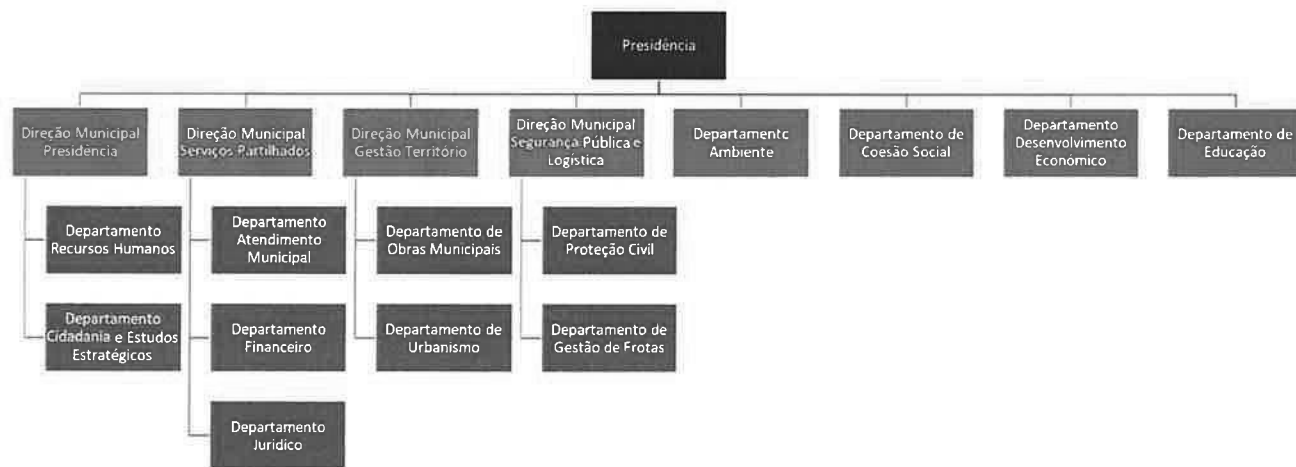 Presidência
Direção Municipal
Presidência
Direção Municipal
Serviços Partilhados
Direção Municipal
Gestão Território
Direção Municipal
Segurança Pública e
Logística
Departamento
Ambiente
Departamento de
Coesão Social
Departamento
Desenvolvimento
Económico
Departamento de
Educação
Departamento
Recursos Humanos
Departamento
Cidadania e Estudos
Estratégicos
Departamento
Atendimento
Municipal
Departamento
Financeiro
Departamento
Jurídico
Departamento de
Obras Municipais
Departamento de
Urbanismo
Departamento de
Proteção Civil
Departamento de
Gestão de Frotas